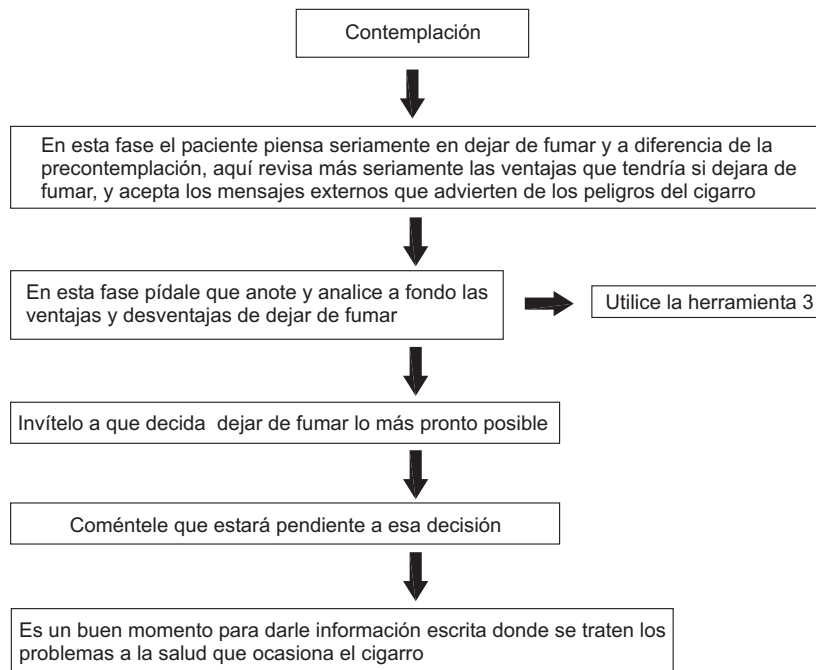 Contemplación
En esta fase el paciente piensa seriamente en dejar de fumar y a diferencia de la
precontemplación, aquí revisa más seriamente las ventajas que tendría si dejara de
fumar, y acepta los mensajes externos que advierten de los peligros del cigarro
En esta fase pídale que anote y analice a fondo las
ventajas y desventajas de dejar de fumar
Utilice la herramienta 3
Invítelo a que decida  dejar de fumar lo más pronto posible
Coméntele que estará pendiente a esa decisión
Es un buen momento para darle información escrita donde se traten los
problemas a la salud que ocasiona el cigarro